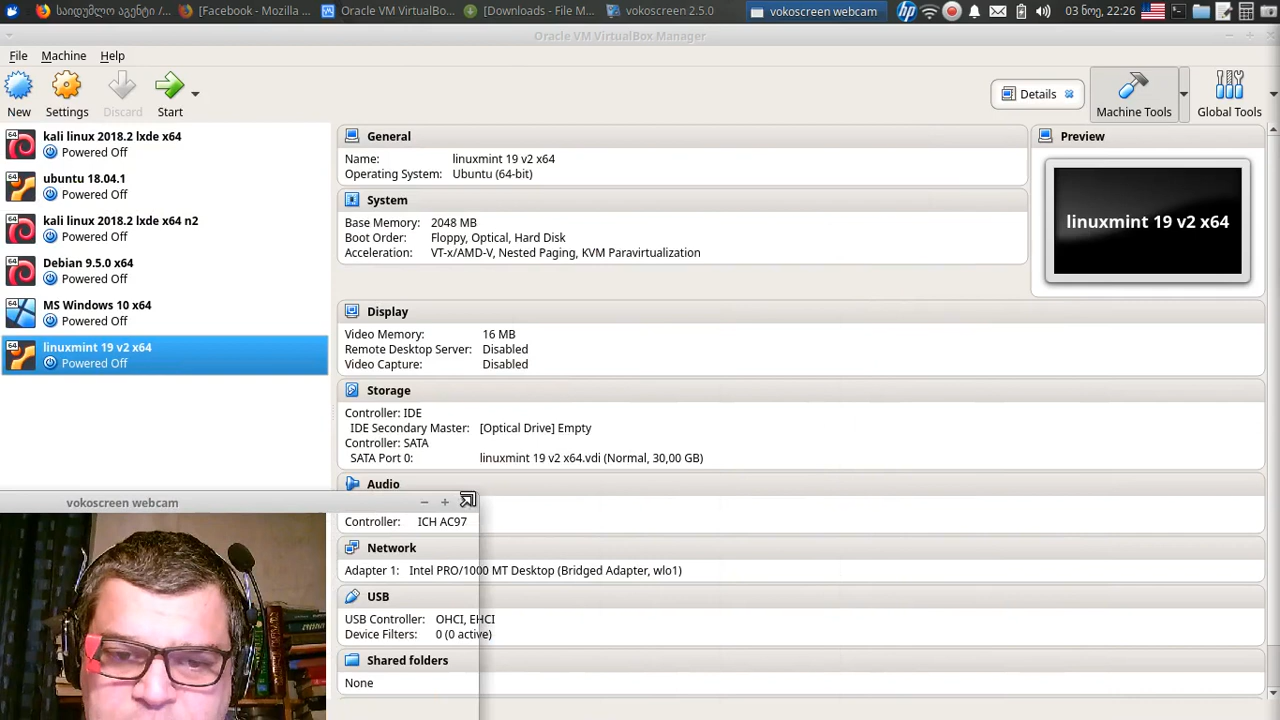 საიდუმლო აგენტი /...
[Facebook - Mozilla ...
Oracle VM VirtualBo...
[Downloads - File M...
vokoscreen 2.5.0
vokoscreen webcam
hp
03 ნოე, 22:26
Oracle VM VirtualBox Manager
File
Machine
Help
New
Settings
Discard
Start
Details
Machine Tools
Global Tools
64
kali linux 2018.2 lxde x64
Powered Off
64
ubuntu 18.04.1
Powered Off
64
kali linux 2018.2 lxde x64 n2
Powered Off
64
Debian 9.5.0 x64
Powered Off
64
MS Windows 10 x64
Powered Off
64
linuxmint 19 v2 x64
Powered Off
General
Name: linuxmint 19 v2 x64
Operating System: Ubuntu (64-bit)
System
Base Memory: 2048 MB
Boot Order: Floppy, Optical, Hard Disk
Acceleration: VT-x/AMD-V, Nested Paging, KVM Paravirtualization
Preview
linuxmint 19 v2 x64
Display
Video Memory: 16 MB
Remote Desktop Server: Disabled
Video Capture: Disabled
Storage
Controller: IDE
IDE Secondary Master: [Optical Drive] Empty
Controller: SATA
SATA Port 0: linuxmint 19 v2 x64.vdi (Normal, 30,00 GB)
Audio
Controller: ICH AC97
Network
Adapter 1: Intel PRO/1000 MT Desktop (Bridged Adapter, wlo1)
USB
USB Controller: OHCI, EHCI
Device Filters: 0 (0 active)
Shared folders
None
vokoscreen webcam